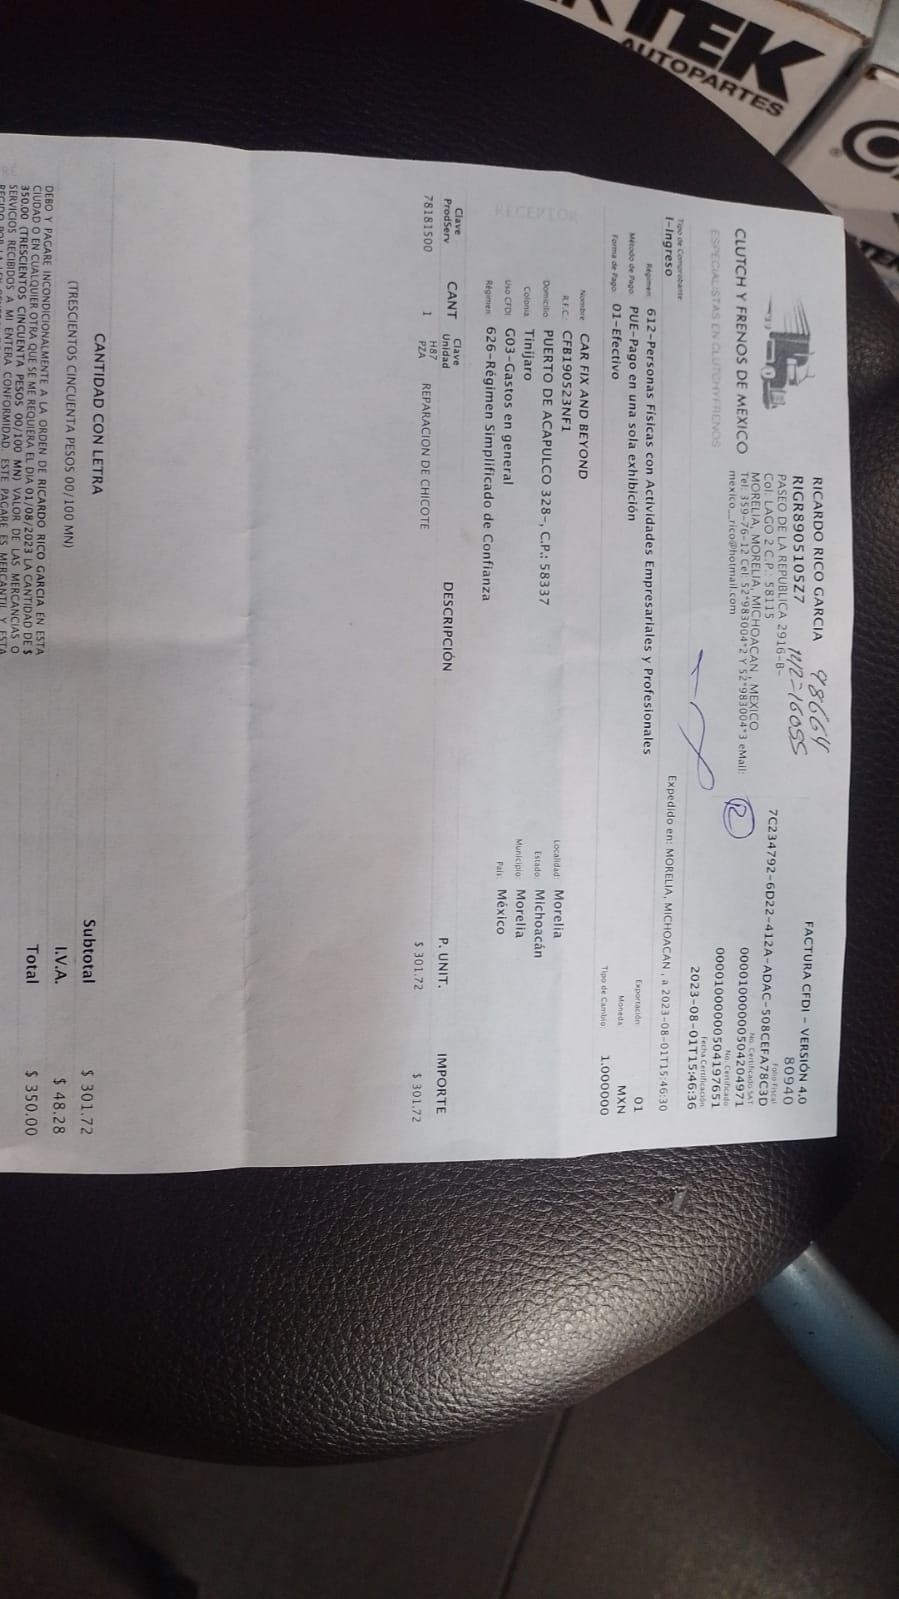 TEK
AUTOPARTES
CLUTCH Y FRENOS DE MEXICO
ESPECIALISTAS EN CLUTCH Y FRENOS
RICARDO RICO GARCIA 98664
RIGR8905105Z7 142-16055
PASEO DE LA REPUBLICA 2916-B-
Col: LAGO 2 C.P.: 58115
MORELIA, MORELIA, MICHOACAN, MEXICO
Tel: 359-76-12 Cel: 52*983004*2 Y 52*983004*3 eMail:
mexico_rico@hotmail.com
R
FACTURA CFDI - VERSIÓN 4.0
80940
Folio Fiscal
7C234792-6D22-412A-ADAC-508CEFA78C3D
No. Certificado SAT
00001000000504204971
No. Certificado
00001000000504197651
Fecha Certificación
2023-08-01T15:46:36
Tipo de Comprobante
I-Ingreso
Expedido en: MORELIA, MICHOACAN , a 2023-08-01T15:46:30
Régimen: 612-Personas Físicas con Actividades Empresariales y Profesionales
Exportación: 01
Método de Pago: PUE-Pago en una sola exhibición
Moneda: MXN
Forma de Pago: 01-Efectivo
Tipo de Cambio: 1.000000
RECEPTOR
Nombre: CAR FIX AND BEYOND
R.F.C.: CFB190523NF1
Domicilio: PUERTO DE ACAPULCO 328-, C.P.: 58337
Colonia: Tinijaro
Uso CFDI: G03-Gastos en general
Régimen: 626-Régimen Simplificado de Confianza
Localidad: Morelia
Estado: Michoacán
Municipio: Morelia
País: México
Clave ProdServ CANT Clave Unidad DESCRIPCIÓN P. UNIT. IMPORTE
78181500 1 H87 PZA REPARACION DE CHICOTE $ 301.72 $ 301.72
CANTIDAD CON LETRA
(TRESCIENTOS CINCUENTA PESOS 00/100 MN)
Subtotal $ 301.72
I.V.A. $ 48.28
Total $ 350.00
DEBO Y PAGARE INCONDICIONALMENTE A LA ORDEN DE RICARDO RICO GARCIA EN ESTA
CIUDAD O EN CUALQUIER OTRA QUE SE ME REQUIERA EL DIA 01/08/2023 LA CANTIDAD DE $
350.00 (TRESCIENTOS CINCUENTA PESOS 00/100 MN) VALOR DE LAS MERCANCIAS O
SERVICIOS RECIBIDOS A MI ENTERA CONFORMIDAD. ESTE PAGARE ES MERCANTIL Y ESTA